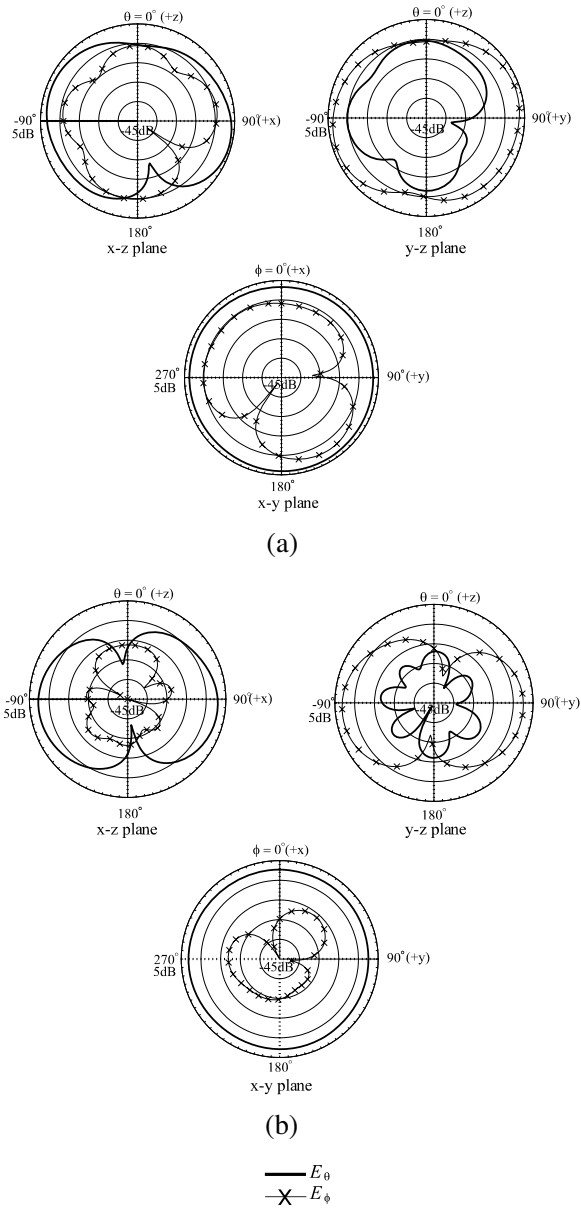 θ = 0° (+z)
-90°
5dB
-45dB
90°(+x)
180°
x-z plane
θ = 0° (+z)
-90°
5dB
-45dB
90°(+y)
180°
y-z plane
ϕ = 0° (+x)
270°
5dB
-45dB
90° (+y)
180°
x-y plane
(a)
θ = 0° (+z)
-90°
5dB
-45dB
90°(+x)
180°
x-z plane
θ = 0° (+z)
-90°
5dB
-45dB
90°(+y)
180°
y-z plane
ϕ = 0° (+x)
270°
5dB
-45dB
90° (+y)
180°
x-y plane
(b)
E θ
E ϕ